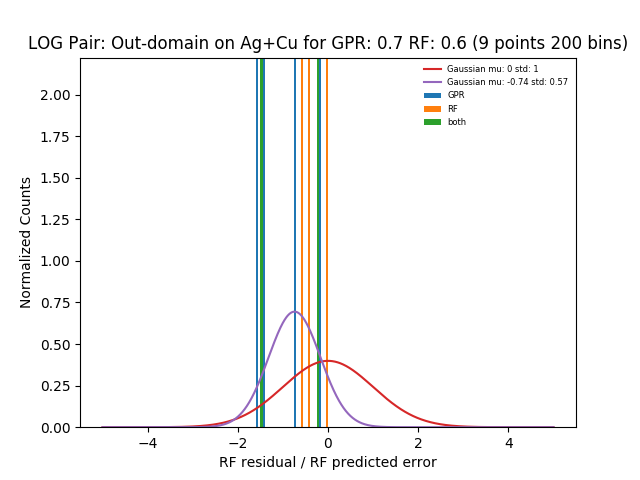 LOG Pair: Out-domain on Ag+Cu for GPR: 0.7 RF: 0.6 (9 points 200 bins)
Gaussian mu: 0 std: 1
Gaussian mu: -0.74 std: 0.57
GPR
RF
both
Normalized Counts
2.00
1.75
1.50
1.25
1.00
0.75
0.50
0.25
0.00
−4
−2
0
2
4
RF residual / RF predicted error